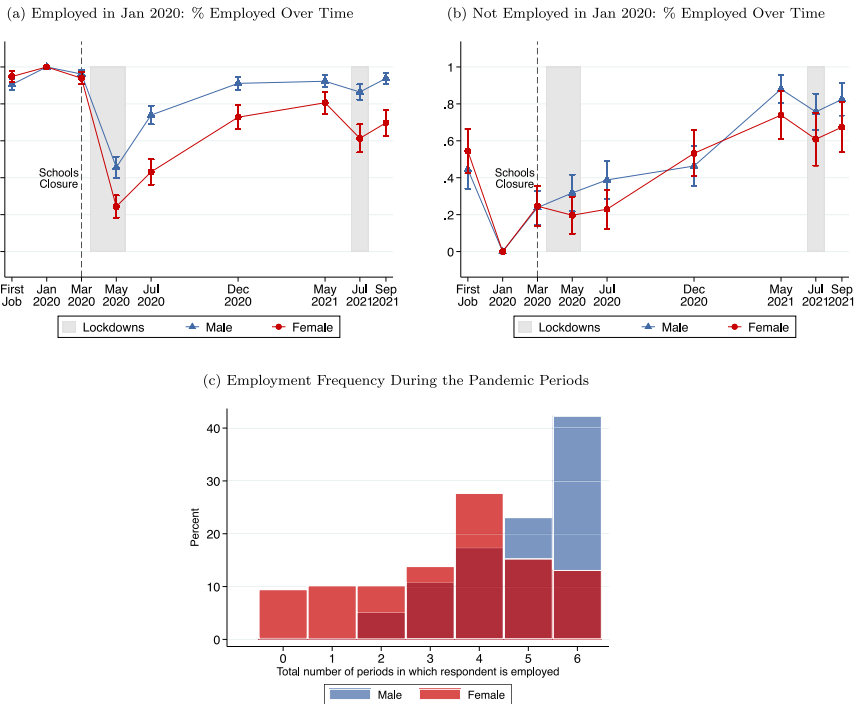 (a) Employed in Jan 2020: % Employed Over Time
Schools
Closure
First Job
Jan 2020
Mar 2020
May 2020
Jul 2020
Dec 2020
May 2021
Jul 2021
Sep 2021
Lockdowns Male Female
(b) Not Employed in Jan 2020: % Employed Over Time
1
.8
.6
.4
.2
0
Schools
Closure
First Job
Jan 2020
Mar 2020
May 2020
Jul 2020
Dec 2020
May 2021
Jul 2021
Sep 2021
Lockdowns Male Female
(c) Employment Frequency During the Pandemic Periods
Percent
40
30
20
10
0
0 1 2 3 4 5 6
Total number of periods in which respondent is employed
Male Female